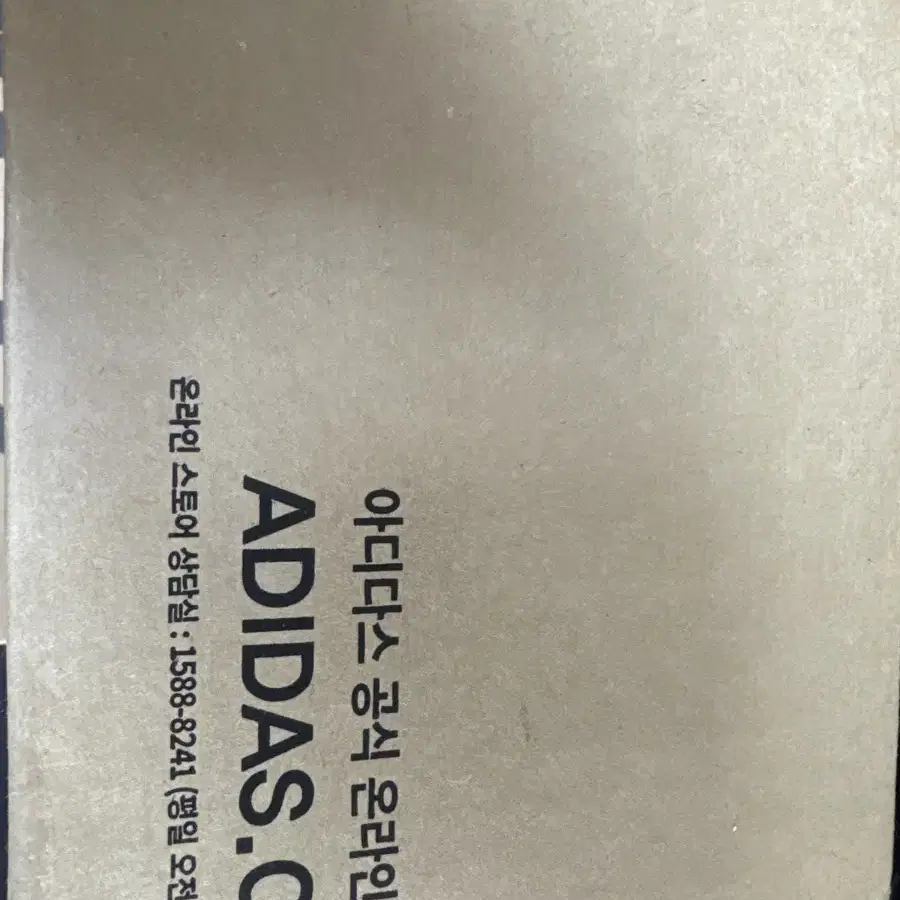 아디다스 공식 온라인
ADIDAS.C
온라인 스토어 상담실 : 1588-8241 (평일 오전